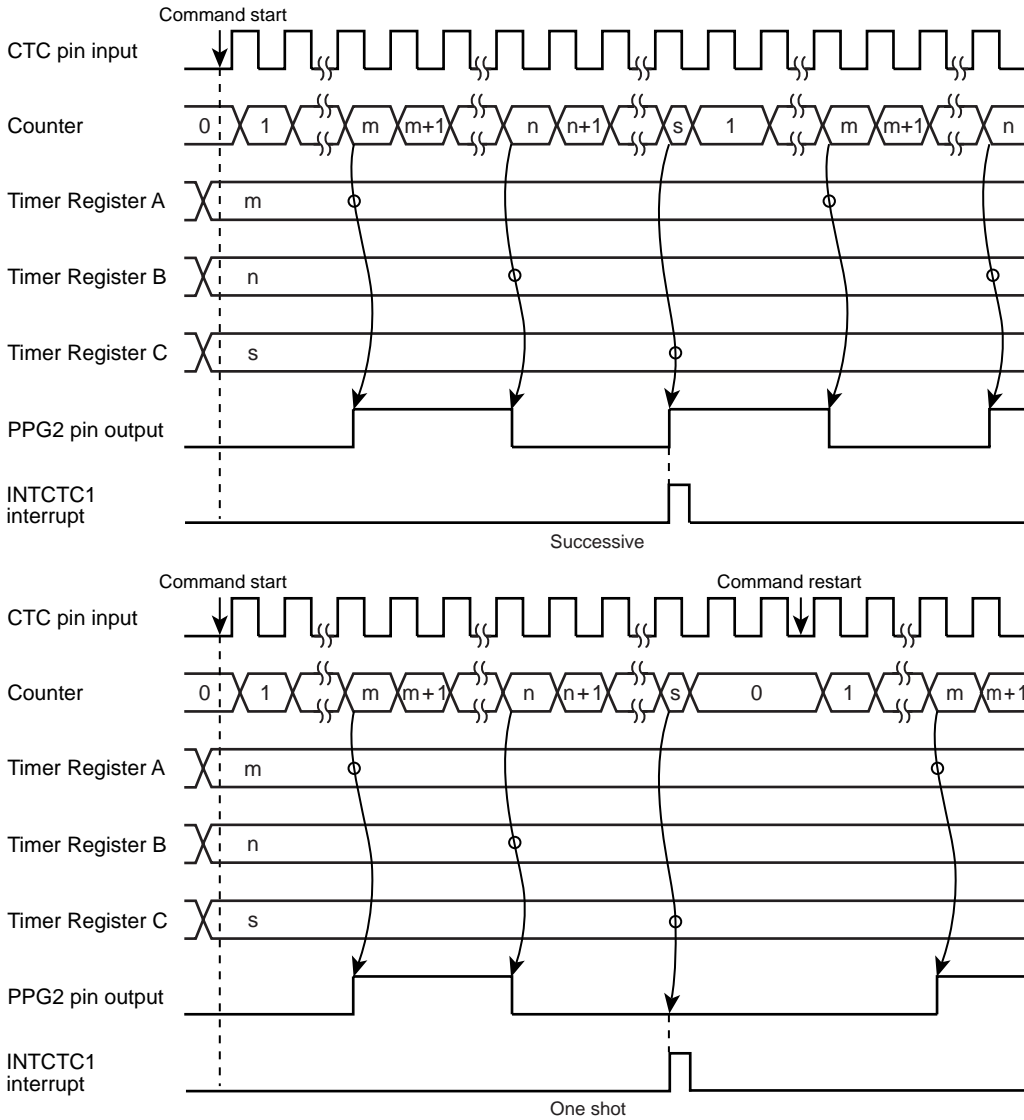 Command start
CTC pin input
Counter 0 1 m m+1 n n+1 s 1 m m+1 n
Timer Register A m
Timer Register B n
Timer Register C s
PPG2 pin output
INTCTC1
interrupt
Successive
Command start Command restart
CTC pin input
Counter 0 1 m m+1 n n+1 s 0 1 m m+1
Timer Register A m
Timer Register B n
Timer Register C s
PPG2 pin output
INTCTC1
interrupt
One shot